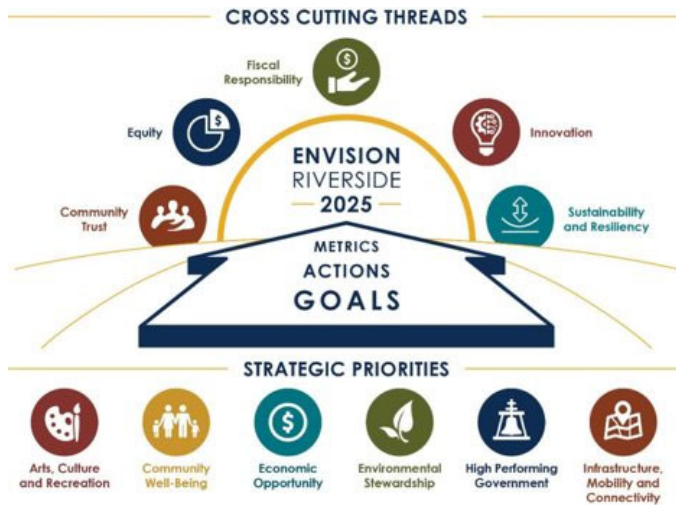 CROSS CUTTING THREADS
Fiscal
Responsibility
$
Equity
$
Innovation
Community
Trust
Sustainability
and Resiliency
ENVISION
RIVERSIDE
2025
METRICS
ACTIONS
GOALS
STRATEGIC PRIORITIES
$
Arts, Culture
and Recreation
Community
Well-Being
Economic
Opportunity
Environmental
Stewardship
High Performing
Government
Infrastructure,
Mobility and
Connectivity